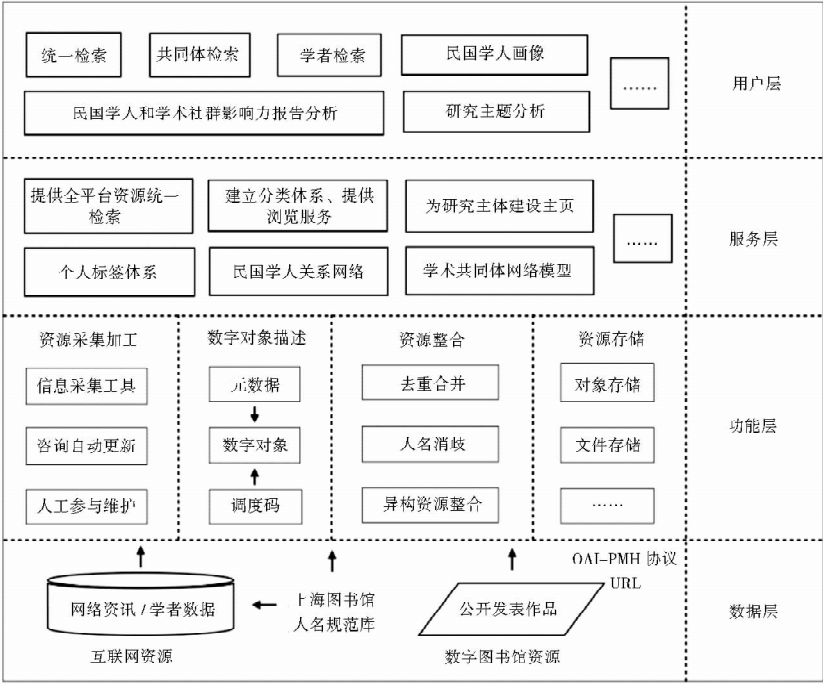 统一检索
共同体检索
学者检索
民国学人画像
……
用户层
民国学人和学术社群影响力报告分析
研究主题分析
提供全平台资源统一
检索
建立分类体系、提供
浏览服务
为研究主体建设主页
……
服务层
个人标签体系
民国学人关系网络
学术共同体网络模型
资源采集加工
数字对象描述
资源整合
资源存储
信息采集工具
元数据
去重合并
对象存储
咨询自动更新
数字对象
人名消歧
文件存储
功能层
人工参与维护
调度码
异构资源整合
……
OAI-PMH 协议
URL
网络资讯/学者数据
上海图书馆
人名规范库
公开发表作品
数据层
互联网资源
数字图书馆资源